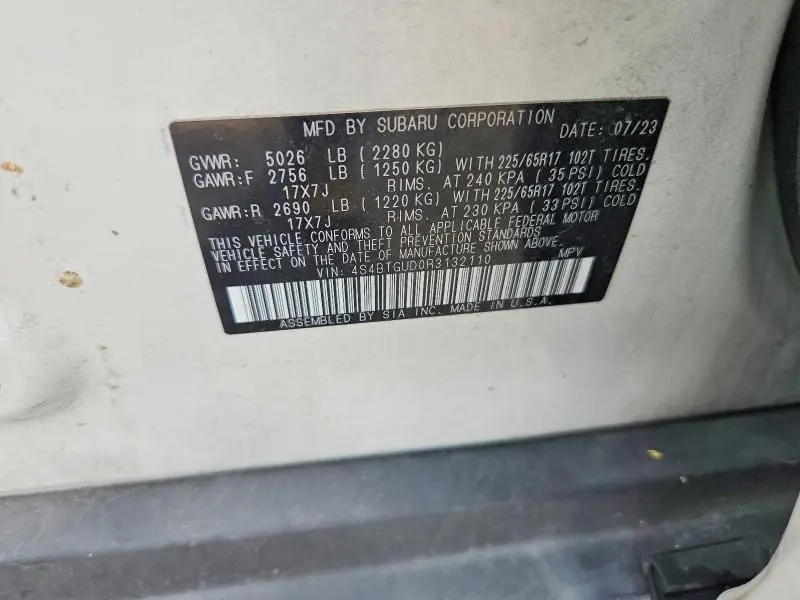 MFD BY SUBARU CORPORATION DATE: 07/23
GVWR: 5026 LB (2280 KG)
GAWR:F 2756 LB (1250 KG) WITH 225/65R17 102T TIRES.
17X7J RIMS. AT 240 KPA (35 PSI) COLD
GAWR:R 2690 LB (1220 KG) WITH 225/65R17 102T TIRES.
17X7J RIMS. AT 230 KPA (33 PSI) COLD
THIS VEHICLE CONFORMS TO ALL APPLICABLE FEDERAL MOTOR
VEHICLE SAFETY AND THEFT PREVENTION STANDARDS
IN EFFECT ON THE DATE OF MANUFACTURE SHOWN ABOVE.
VIN: 4S4BTGUD0R3132110 MPV
ASSEMBLED BY SIA INC. MADE IN U.S.A.